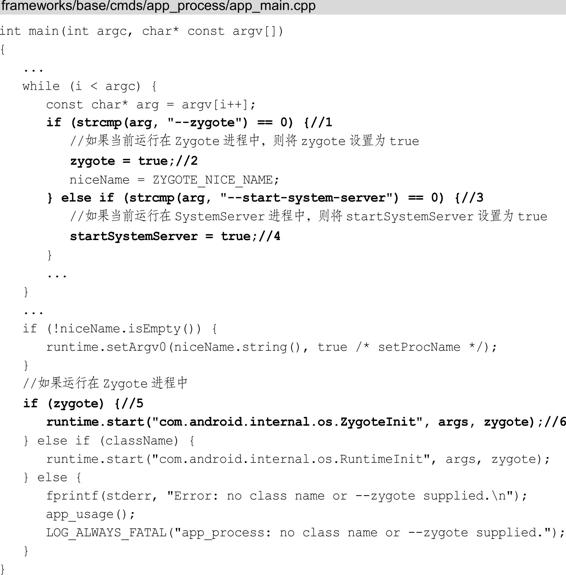 frameworks/base/cmds/app_process/app_main.cpp
int main(int argc, char* const argv[])
{
   ...
   while (i < argc) {
      const char* arg = argv[i++];
      if (strcmp(arg, "--zygote") == 0) {//1
         //如果当前运行在 Zygote 进程中，则将 zygote 设置为 true
         zygote = true;//2
         niceName = ZYGOTE_NICE_NAME;
      } else if (strcmp(arg, "--start-system-server") == 0) {//3
         //如果当前运行在 SystemServer 进程中，则将 startSystemServer 设置为 true
         startSystemServer = true;//4
      }
      ...
   }
   ...
   if (!niceName.isEmpty()) {
      runtime.setArgv0(niceName.string(), true /* setProcName */);
   }
   //如果运行在 Zygote 进程中
   if (zygote) {//5
      runtime.start("com.android.internal.os.ZygoteInit", args, zygote);//6
   } else if (className) {
      runtime.start("com.android.internal.os.RuntimeInit", args, zygote);
   } else {
      fprintf(stderr, "Error: no class name or --zygote supplied.\n");
      app_usage();
      LOG_ALWAYS_FATAL("app_process: no class name or --zygote supplied.");
   }
}